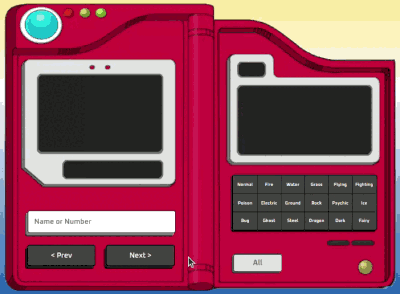 Normal Fire Water Grass Flying Fighting
Poison Electric Ground Rock Psychic Ice
Bug Ghost Steel Dragon Dark Fairy
Name or Number
< Prev Next >
All